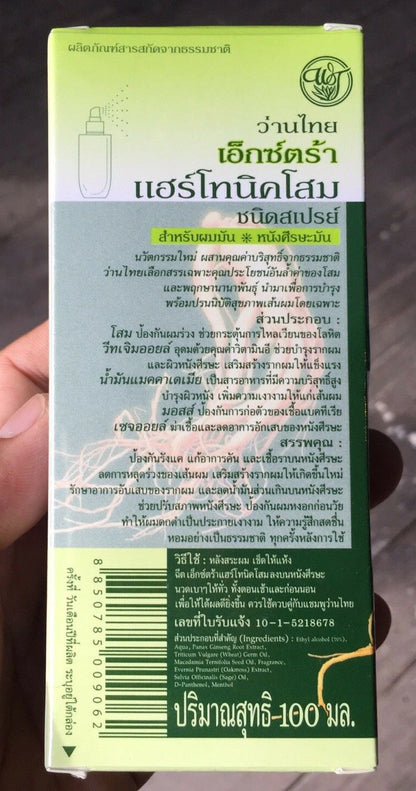 ผลิตภัณฑ์สารสกัดจากธรรมชาติ
ว่านไทย
เอ็กซ์ตร้า
แฮร์โทนิคโสม
ชนิดสเปรย์
สำหรับผมมัน ✻ หนังศีรษะมัน
นวัตกรรมใหม่ ผสานคุณค่าบริสุทธิ์จากธรรมชาติ
ว่านไทยเลือกสรรเฉพาะคุณประโยชน์อันล้ำค่าของโสม
และพฤกษานานาพันธุ์ นำมาเพื่อการบำรุง
พร้อมปรนนิบัติสุขภาพเส้นผมโดยเฉพาะ
ส่วนประกอบ :
โสม ป้องกันผมร่วง ช่วยกระตุ้นการไหลเวียนของโลหิต
วีทเจิมออยล์ อุดมด้วยคุณค่าวิตามินอี ช่วยบำรุงรากผม
และผิวหนังศีรษะ เสริมสร้างรากผมให้แข็งแรง
น้ำมันแมคคาเดเมีย เป็นสารอาหารที่มีความบริสุทธิ์สูง
บำรุงผิวหนัง เพิ่มความเงางามให้แก่เส้นผม
มอสส์ ป้องกันการก่อตัวของเชื้อแบคทีเรีย
เซจออยล์ ฆ่าเชื้อและลดอาการอักเสบของหนังศีรษะ
สรรพคุณ :
ป้องกันรังแค แก้อาการคัน และเชื้อราบนหนังศีรษะ
ลดการหลุดร่วงของเส้นผม เสริมสร้างรากผมให้เกิดขึ้นใหม่
รักษาอาการอับเสบของรากผม และลดน้ำมันส่วนเกินบนหนังศีรษะ
ช่วยปรับสภาพหนังศีรษะ ป้องกันผมหงอกก่อนวัย
ทำให้ผมดกดำเป็นประกายเงางาม ให้ความรู้สึกสดชื่น
หอมอย่างเป็นธรรมชาติ ทุกครั้งหลังการใช้
วิธีใช้ : หลังสระผม เช็ดให้แห้ง
ฉีด เอ็กซ์ตร้าแฮร์โทนิคโสมลงบนหนังศีรษะ
นวดเบาๆให้ทั่ว ทั้งตอนเช้าและก่อนนอน
เพื่อให้ได้ผลดียิ่งขึ้น ควรใช้ควบคู่กับแชมพูว่านไทย
เลขที่ใบรับแจ้ง 10-1-5218678
ส่วนประกอบที่สำคัญ (Ingredients) : Ethyl alcohol (70%),
Aqua, Panax Ginseng Root Extract,
Triticum Vulgare (Wheat) Germ Oil,
Macadamia Ternifolia Seed Oil, Fragrance,
Evernia Prunastri (Oakmoss) Extract,
Salvia Officinalis (Sage) Oil,
D-Panthenol, Menthol
ปริมาณสุทธิ 100 มล.
8 850785 009062
ครั้งที่ วันเดือนปีที่ผลิต ระบุอยู่ใต้กล่อง